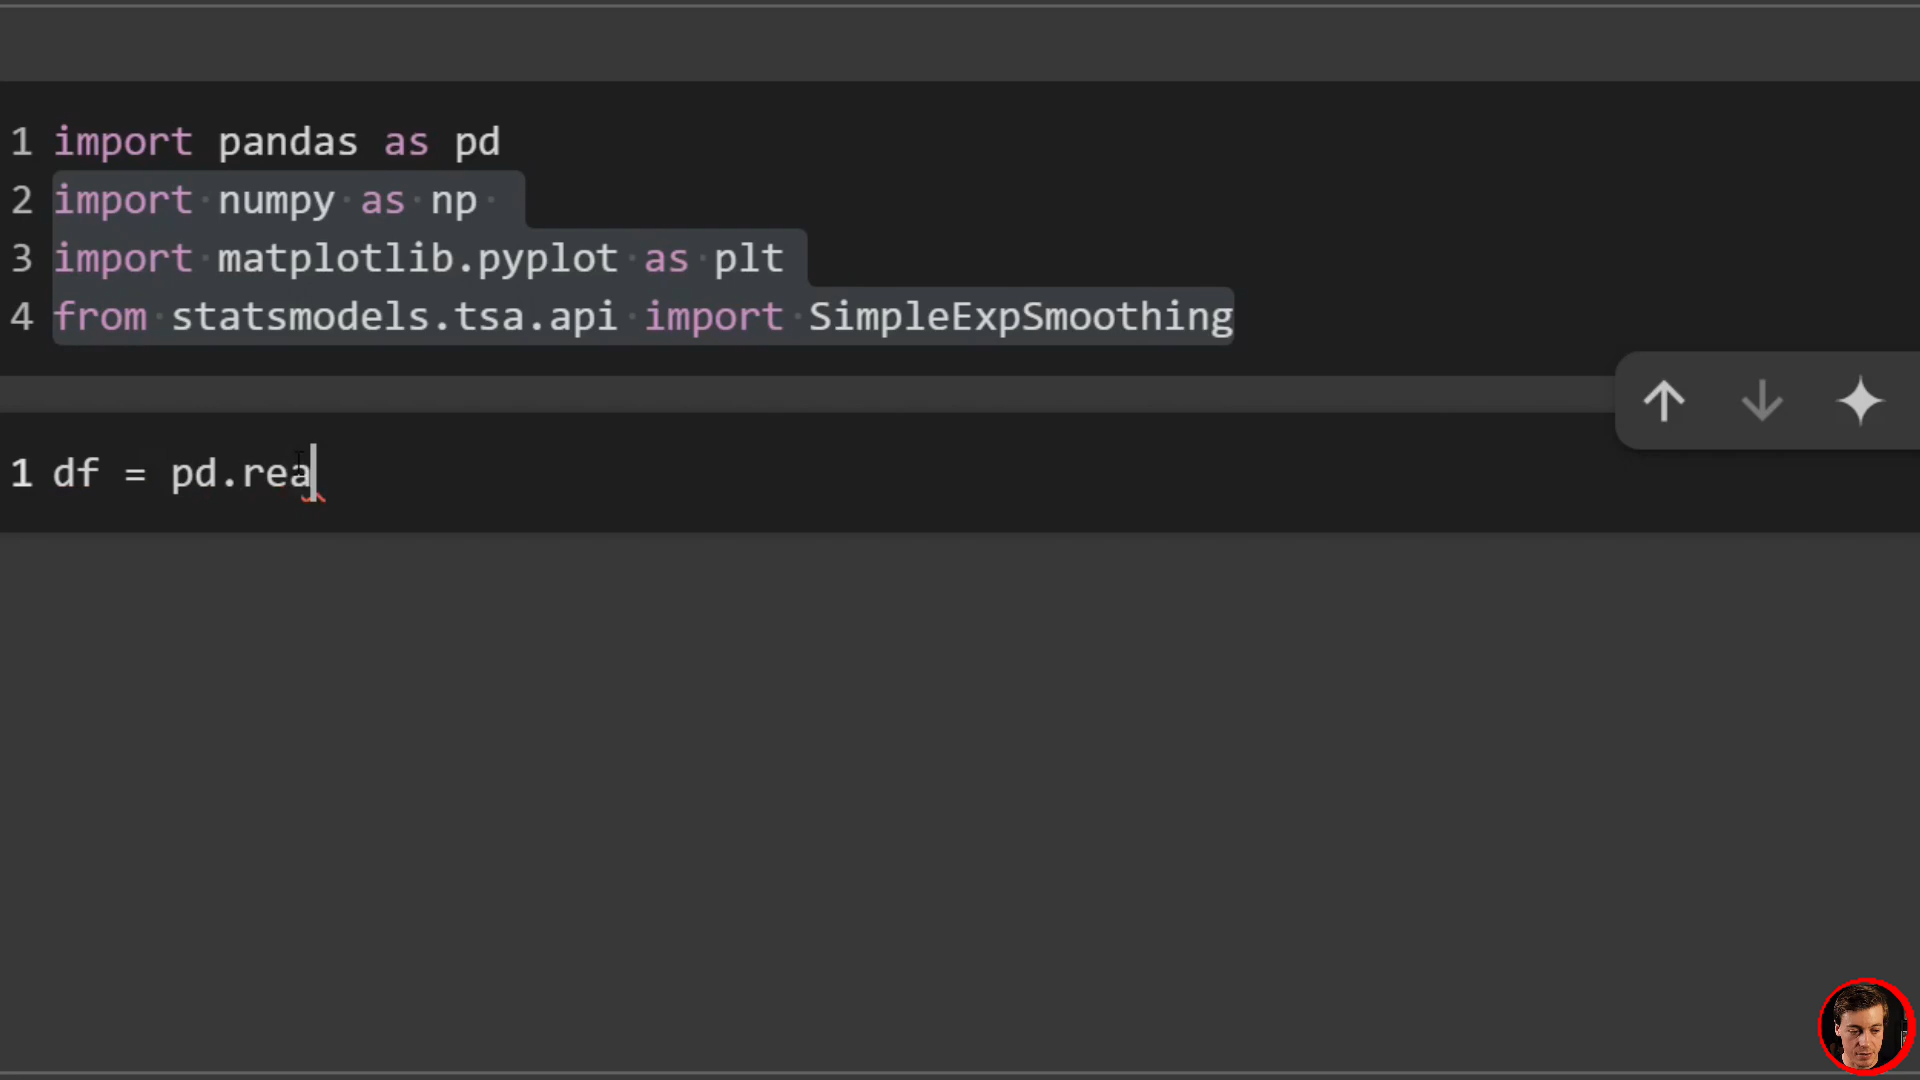 1 import pandas as pd
2 import numpy as np
3 import matplotlib.pyplot as plt
4 from statsmodels.tsa.api import SimpleExpSmoothing
1 df = pd.rea